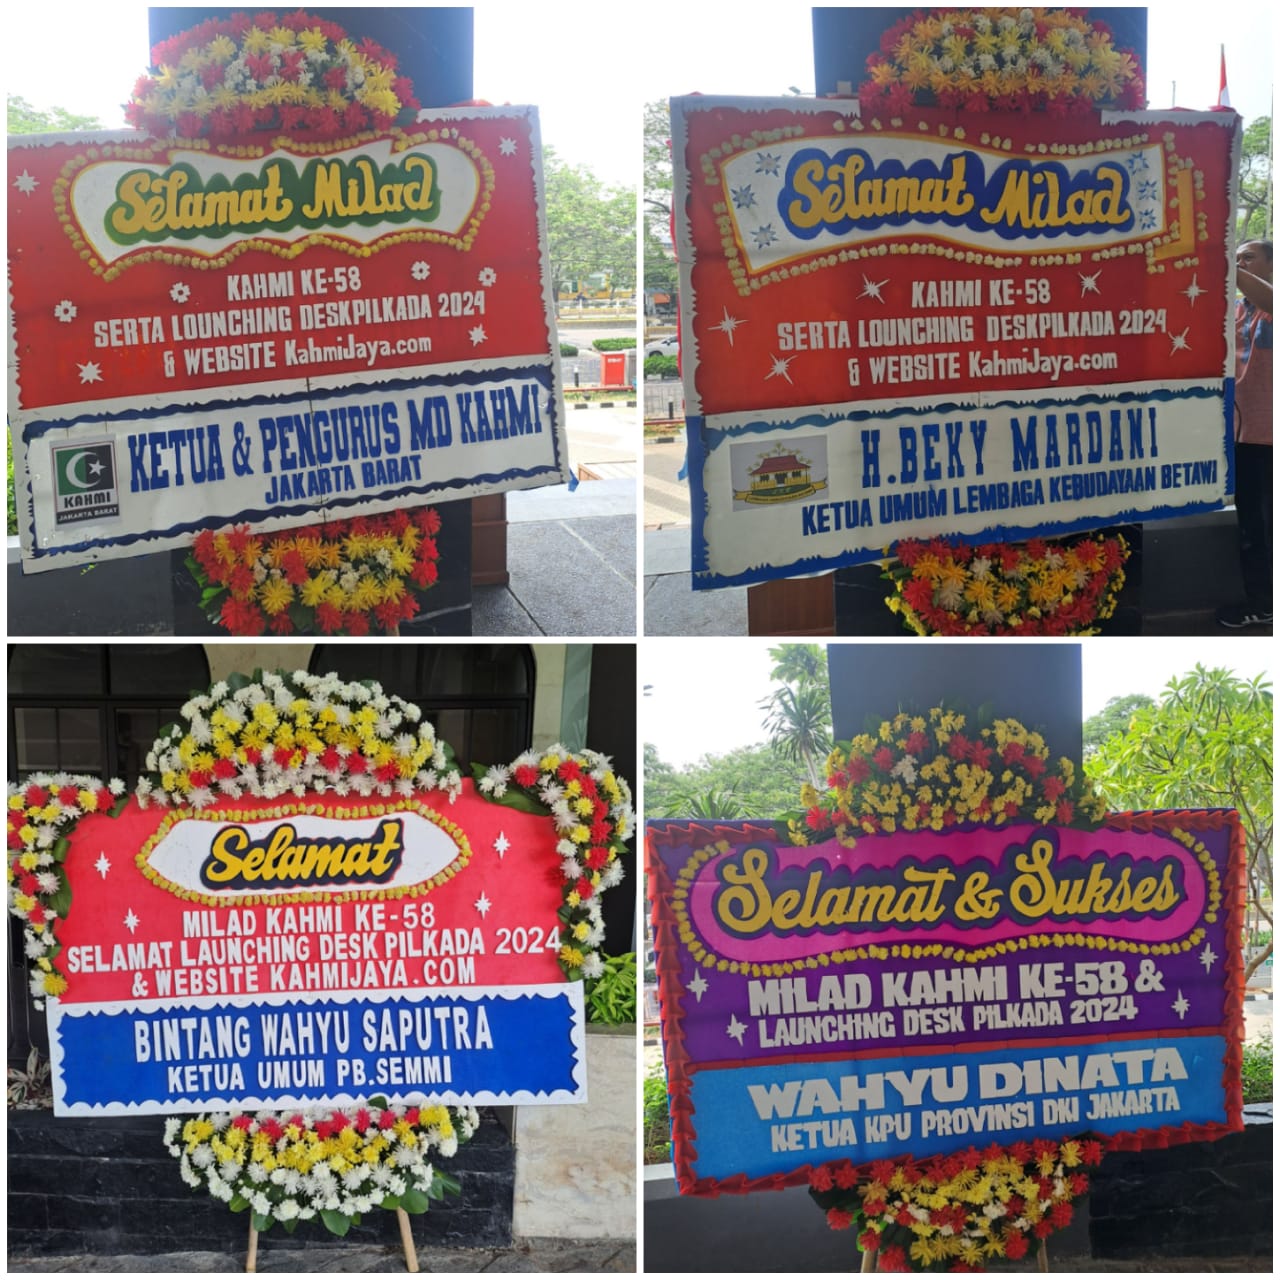 Selamat Milad
KAHMI KE-58
SERTA LOUNCHING DESKPILKADA 2024
& WEBSITE KahmiJaya.com
KETUA & PENGURUS MD KAHMI
JAKARTA BARAT
KAHMI
JAKARTA BARAT
Selamat Milad
KAHMI KE-58
SERTA LOUNCHING DESKPILKADA 2024
& WEBSITE KahmiJaya.com
H.BEKY MARDANI
KETUA UMUM LEMBAGA KEBUDAYAAN BETAWI
Selamat
MILAD KAHMI KE-58
SELAMAT LAUNCHING DESK PILKADA 2024
& WEBSITE KAHMIJAYA.COM
BINTANG WAHYU SAPUTRA
KETUA UMUM PB.SEMMI
Selamat & Sukses
MILAD KAHMI KE-58 &
LAUNCHING DESK PILKADA 2024
WAHYU DINATA
KETUA KPU PROVINSI DKI JAKARTA